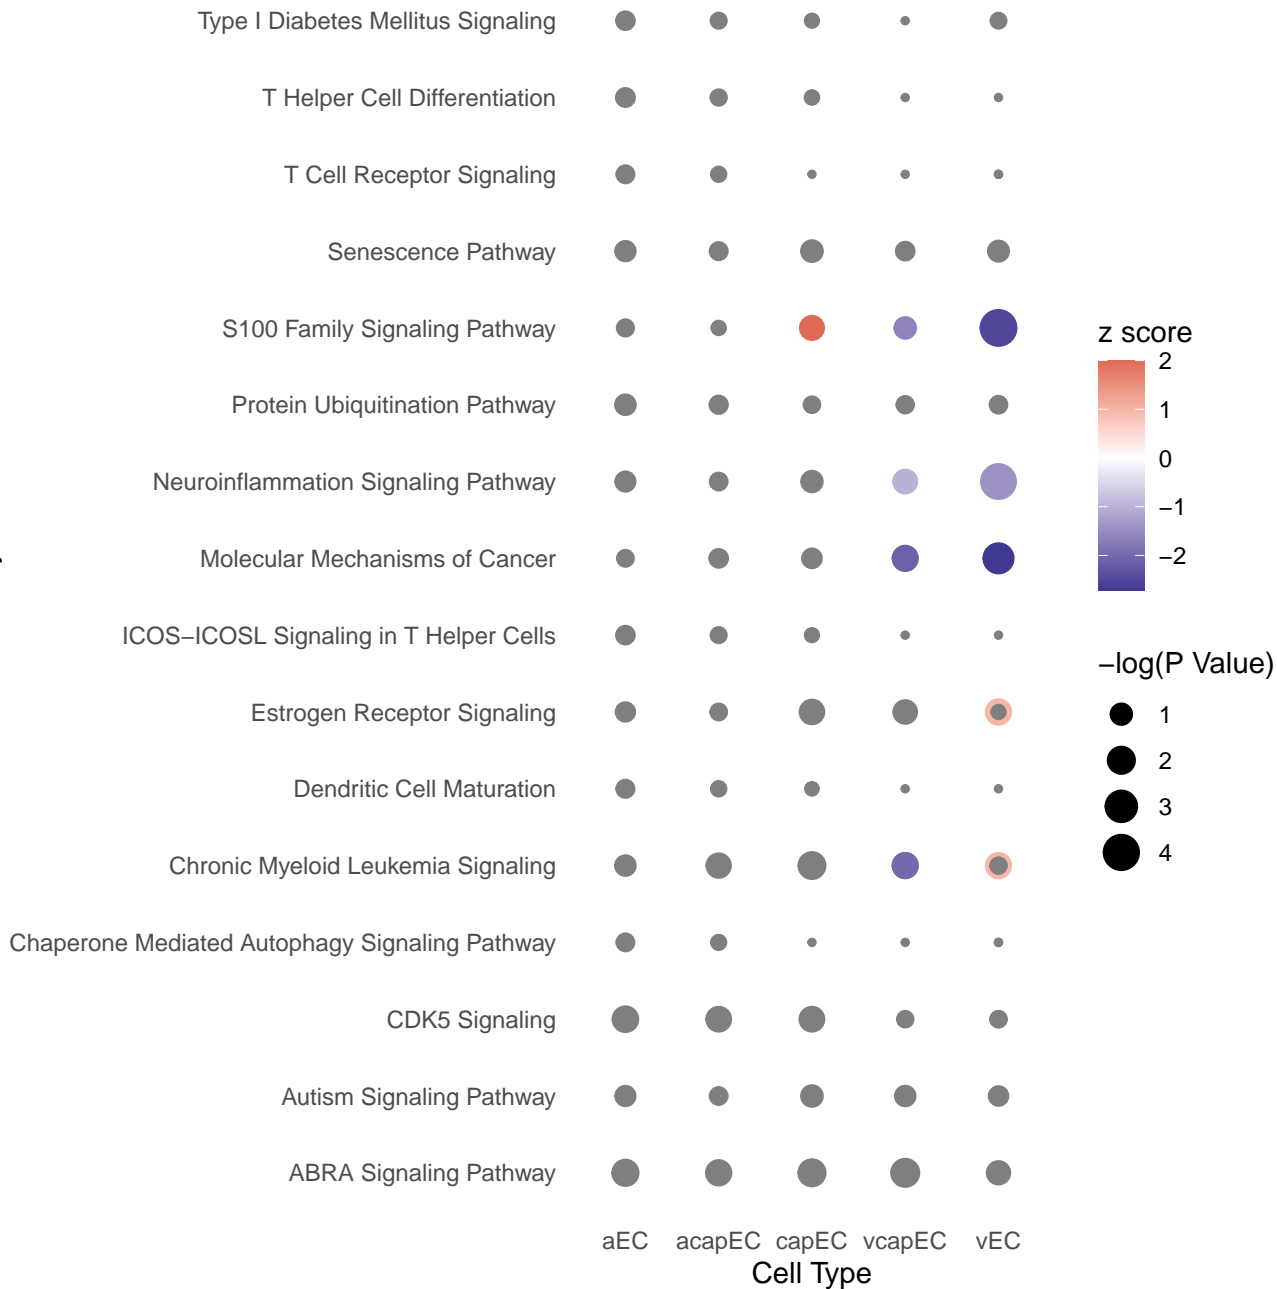 Type I Diabetes Mellitus Signaling
T Helper Cell Differentiation
T Cell Receptor Signaling
Senescence Pathway
S100 Family Signaling Pathway
Protein Ubiquitination Pathway
Neuroinflammation Signaling Pathway
Molecular Mechanisms of Cancer
ICOS−ICOSL Signaling in T Helper Cells
Estrogen Receptor Signaling
Dendritic Cell Maturation
Chronic Myeloid Leukemia Signaling
Chaperone Mediated Autophagy Signaling Pathway
CDK5 Signaling
Autism Signaling Pathway
ABRA Signaling Pathway
aEC acapEC capEC vcapEC vEC
Cell Type
z score
2
1
0
−1
−2
−log(P Value)
1
2
3
4